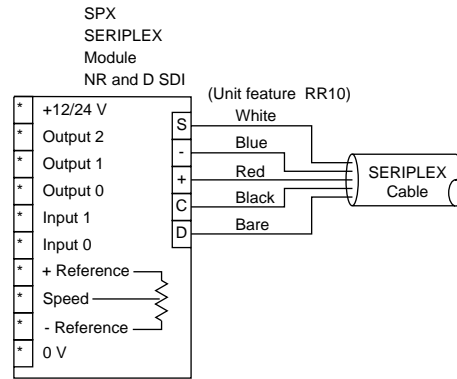 SPX
SERIPLEX
Module
NR and D SDI
(Unit feature RR10)
* +12/24 V
* Output 2
* Output 1
* Output 0
* Input 1
* Input 0
* + Reference
* Speed
* - Reference
* 0 V
S White
- Blue
+ Red
C Black
D Bare
SERIPLEX
Cable